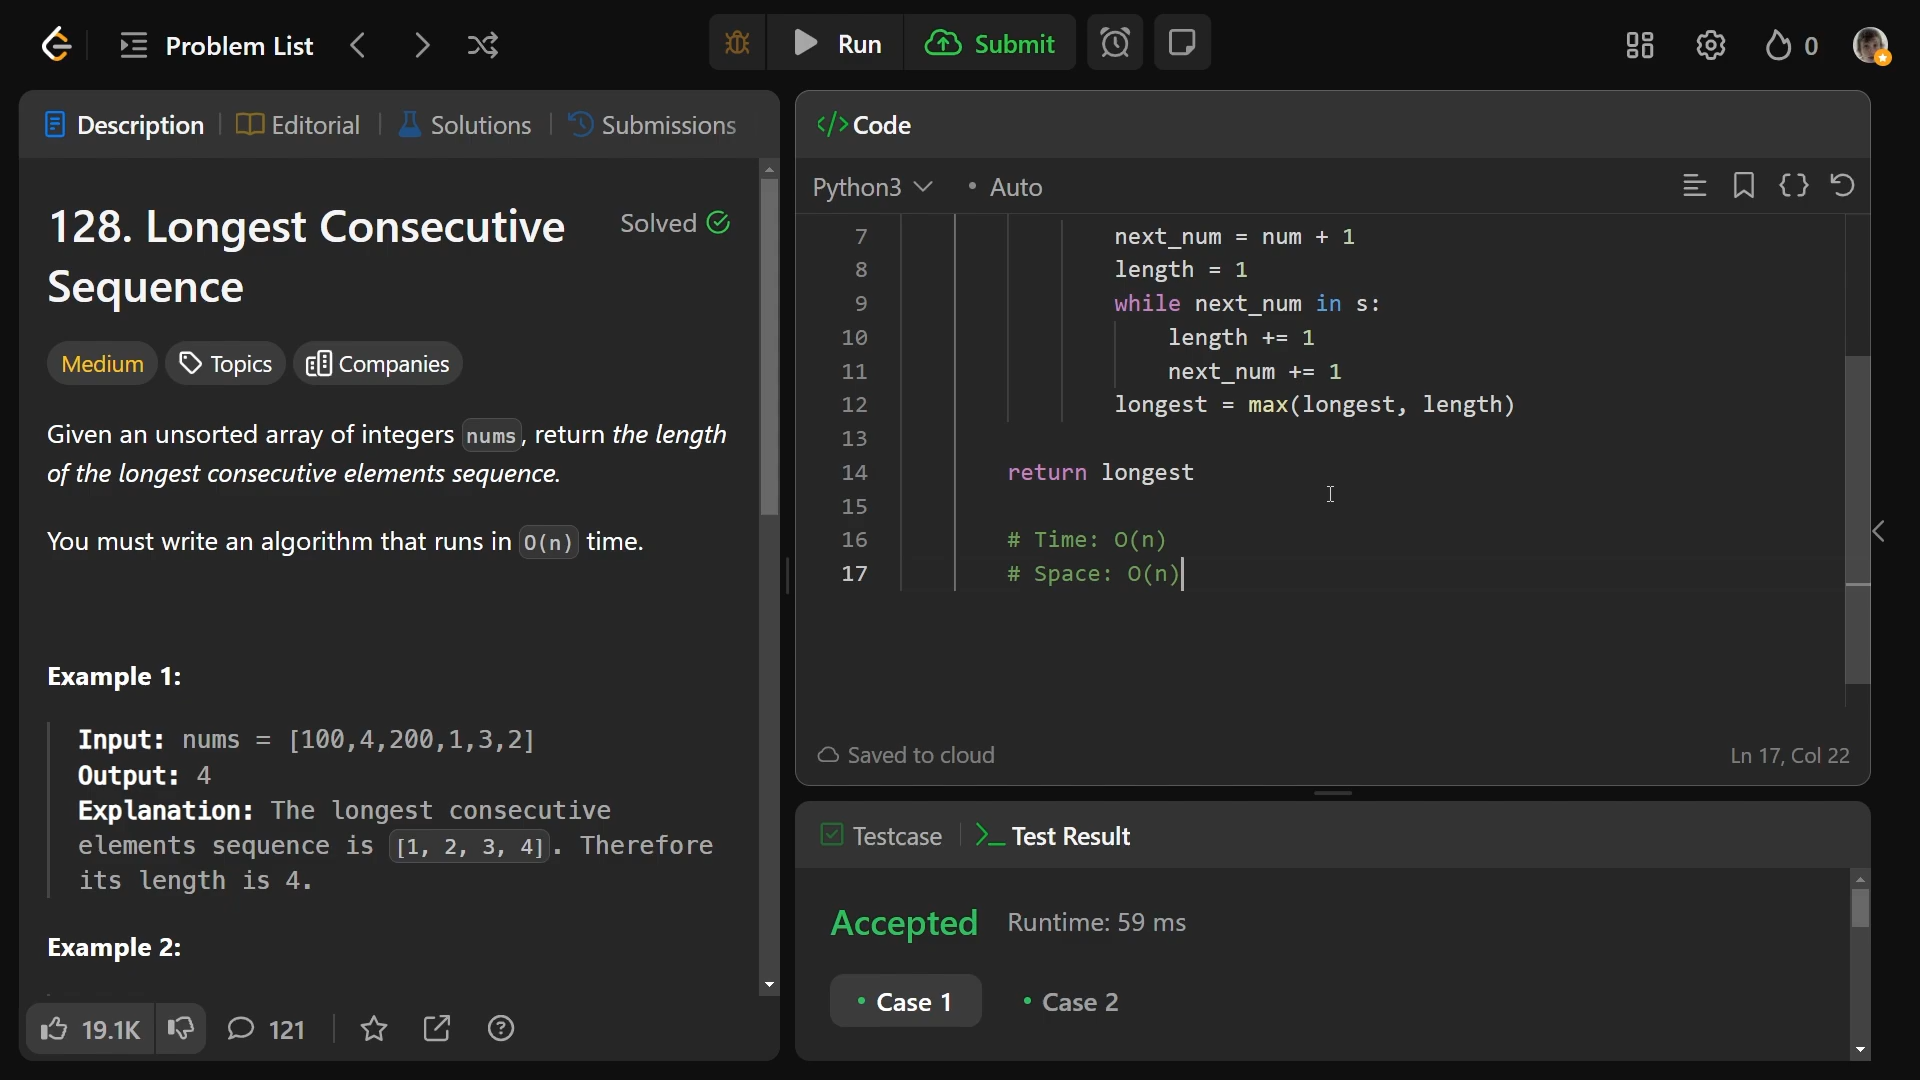 Problem List
Run
Submit
0
Description
Editorial
Solutions
Submissions
128. Longest Consecutive
Sequence
Solved
Medium
Topics
Companies
Given an unsorted array of integers nums, return the length
of the longest consecutive elements sequence.
You must write an algorithm that runs in O(n) time.
Example 1:
Input: nums = [100,4,200,1,3,2]
Output: 4
Explanation: The longest consecutive
elements sequence is [1, 2, 3, 4]. Therefore
its length is 4.
Example 2:
19.1K
121
</> Code
Python3
• Auto
7 next_num = num + 1
8 length = 1
9 while next_num in s:
10 length += 1
11 next_num += 1
12 longest = max(longest, length)
13
14 return longest
15
16 # Time: O(n)
17 # Space: O(n)
Saved to cloud
Ln 17, Col 22
Testcase
Test Result
Accepted
Runtime: 59 ms
• Case 1
• Case 2